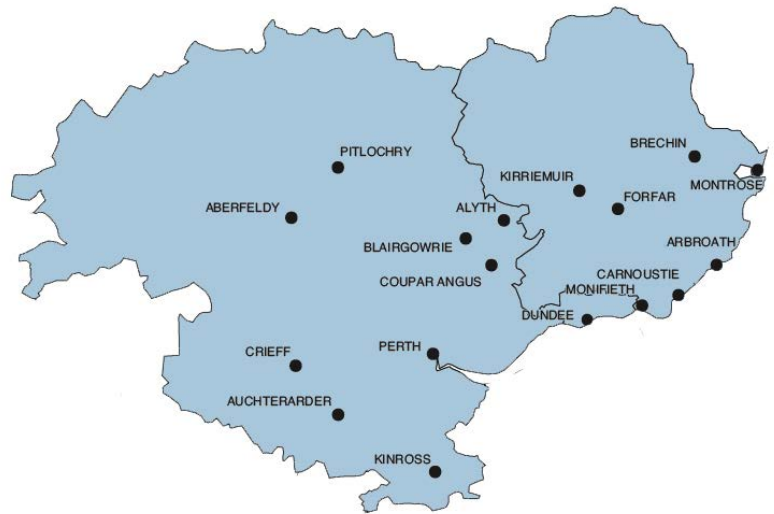 BRECHIN
PITLOCHRY
KIRRIEMUIR
MONTROSE
FORFAR
ABERFELDY
ALYTH
ARBROATH
BLAIRGOWRIE
CARNOUSTIE
COUPAR ANGUS
MONIFIETH
DUNDEE
PERTH
CRIEFF
AUCHTERARDER
KINROSS